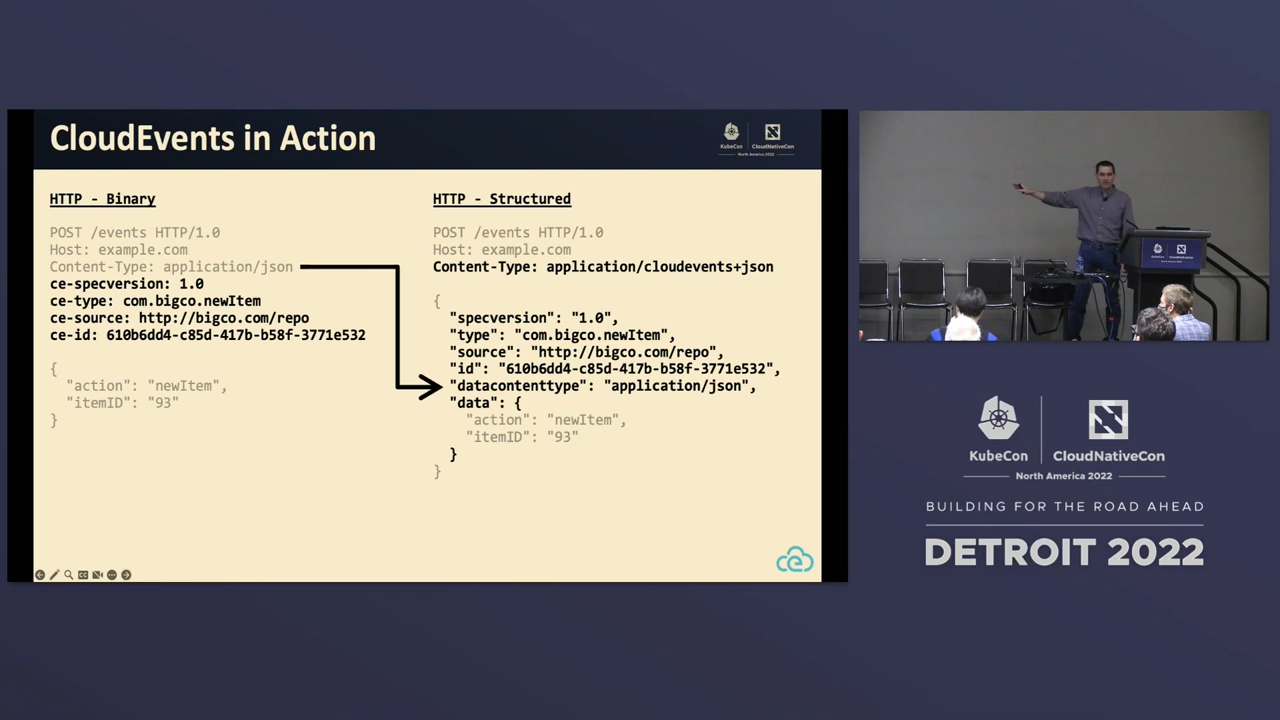 CloudEvents in Action
KubeCon
CloudNativeCon
North America 2022
HTTP - Binary
POST /events HTTP/1.0
Host: example.com
Content-Type: application/json
ce-specversion: 1.0
ce-type: com.bigco.newItem
ce-source: http://bigco.com/repo
ce-id: 610b6dd4-c85d-417b-b58f-3771e532
{
"action": "newItem",
"itemID": "93"
}
HTTP - Structured
POST /events HTTP/1.0
Host: example.com
Content-Type: application/cloudevents+json
{
"specversion": "1.0",
"type": "com.bigco.newItem",
"source": "http://bigco.com/repo",
"id": "610b6dd4-c85d-417b-b58f-3771e532",
"datacontenttype": "application/json",
"data": {
"action": "newItem",
"itemID": "93"
}
}
KubeCon
CloudNativeCon
North America 2022
BUILDING FOR THE ROAD AHEAD
DETROIT 2022